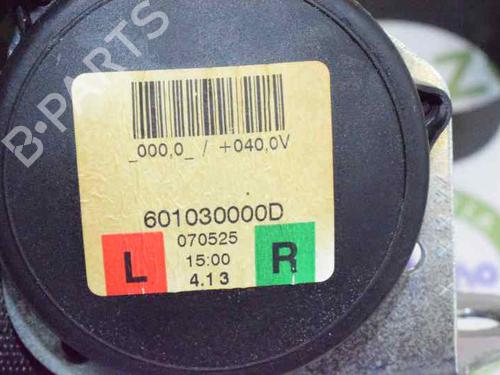 B-PARTS
_000,0_ / +040,0V
601030000D
070525
L 15:00 R
4.13